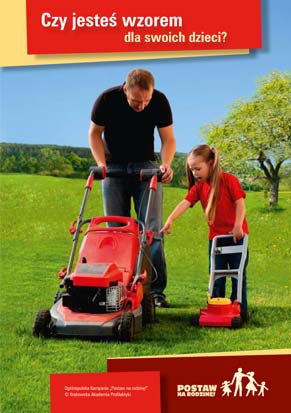 Czy jesteś wzorem
dla swoich dzieci?
Ogólnopolska Kampania „Postaw na rodzinę!”
© Krakowska Akademia Profilaktyki
POSTAW
NA RODZINĘ!